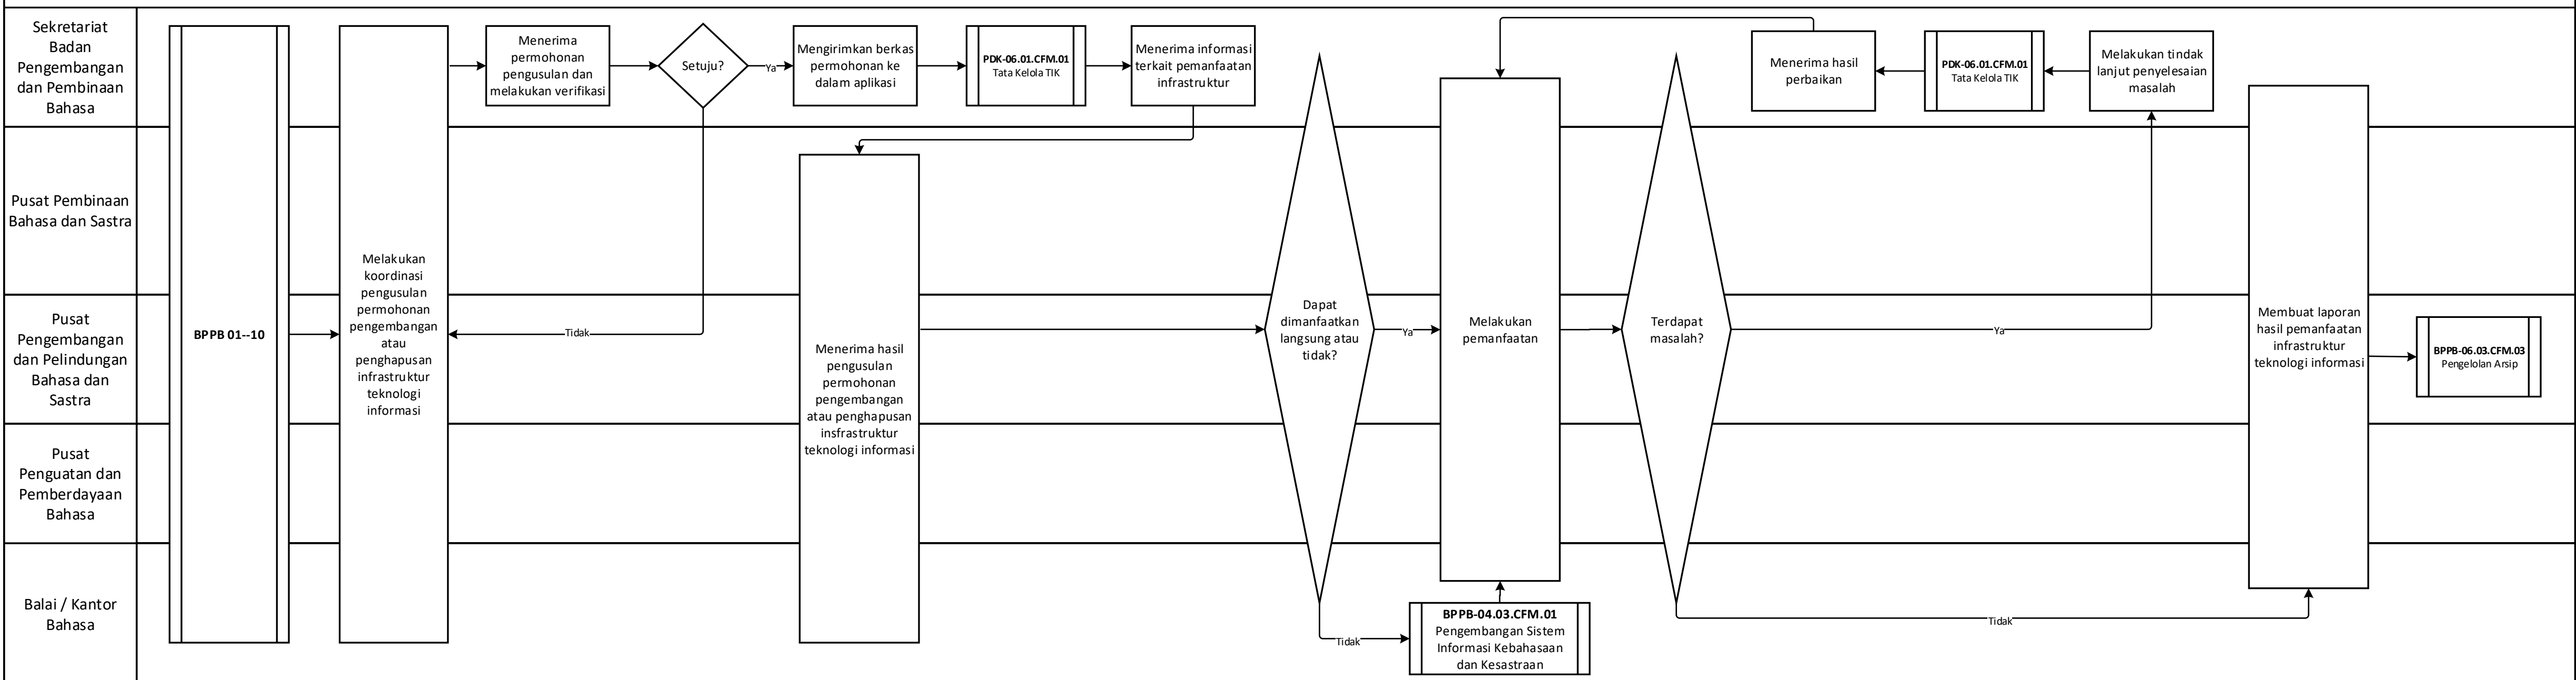 Sekretariat
Badan
Pengembangan
dan Pembinaan
Bahasa
Pusat Pembinaan
Bahasa dan Sastra
Pusat
Pengembangan
dan Pelindungan
Bahasa dan
Sastra
Pusat
Penguatan dan
Pemberdayaan
Bahasa
Balai / Kantor
Bahasa
BPPB 01--10
Melakukan
koordinasi
pengusulan
permohonan
pengembangan
atau
penghapusan
infrastruktur
teknologi
informasi
Menerima
permohonan
pengusulan dan
melakukan verifikasi
Setuju?
Ya
Tidak
Mengirimkan berkas
permohonan ke
dalam aplikasi
PDK-06.01.CFM.01
Tata Kelola TIK
Menerima informasi
terkait pemanfaatan
infrastruktur
Menerima hasil
pengusulan
permohonan
pengembangan
atau penghapusan
insfrastruktur
teknologi informasi
Dapat
dimanfaatkan
langsung atau
tidak?
Ya
Tidak
BPPB-04.03.CFM.01
Pengembangan Sistem
Informasi Kebahasaan
dan Kesastraan
Melakukan
pemanfaatan
Terdapat
masalah?
Ya
Tidak
Melakukan tindak
lanjut penyelesaian
masalah
PDK-06.01.CFM.01
Tata Kelola TIK
Menerima hasil
perbaikan
Membuat laporan
hasil pemanfaatan
infrastruktur
teknologi informasi
BPPB-06.03.CFM.03
Pengelolan Arsip